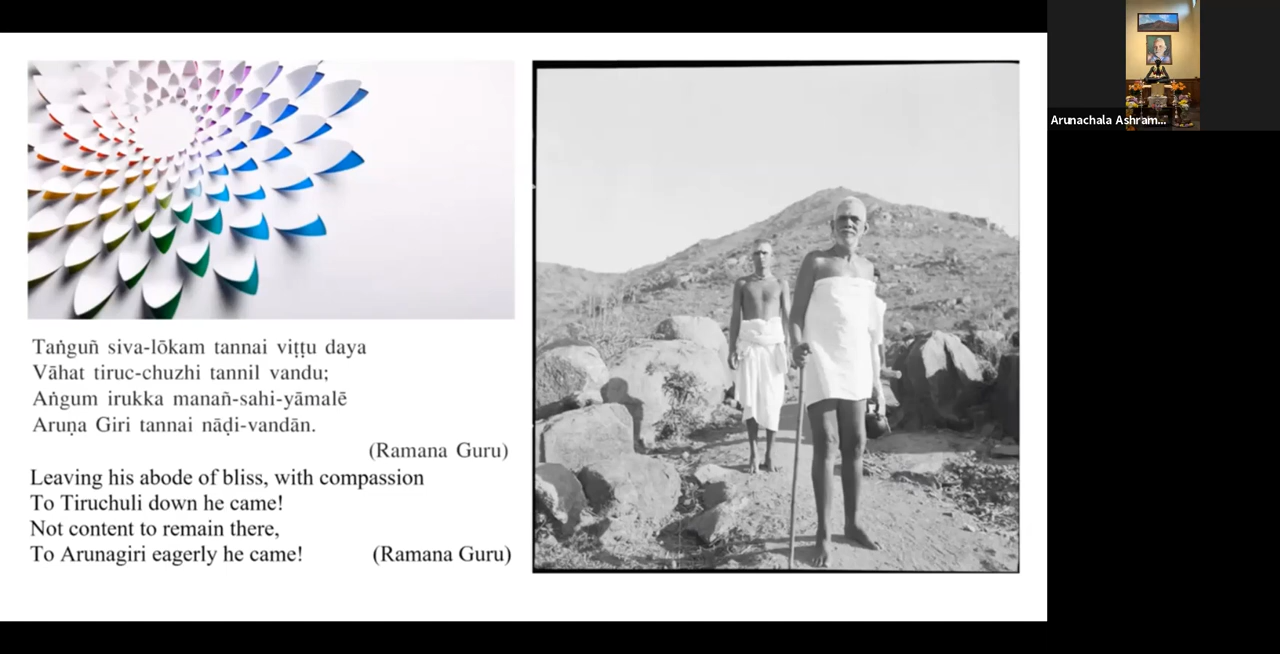 Taṅguñ siva-lōkam tannai viṭṭu daya
Vāhat tiruc-chuzhi tannil vandu;
Aṅgum irukka manañ-sahi-yāmalē
Aruṇa Giri tannai nāḍi-vandān.
(Ramana Guru)
Leaving his abode of bliss, with compassion
To Tiruchuli down he came!
Not content to remain there,
To Arunagiri eagerly he came! (Ramana Guru)
Arunachala Ashram...